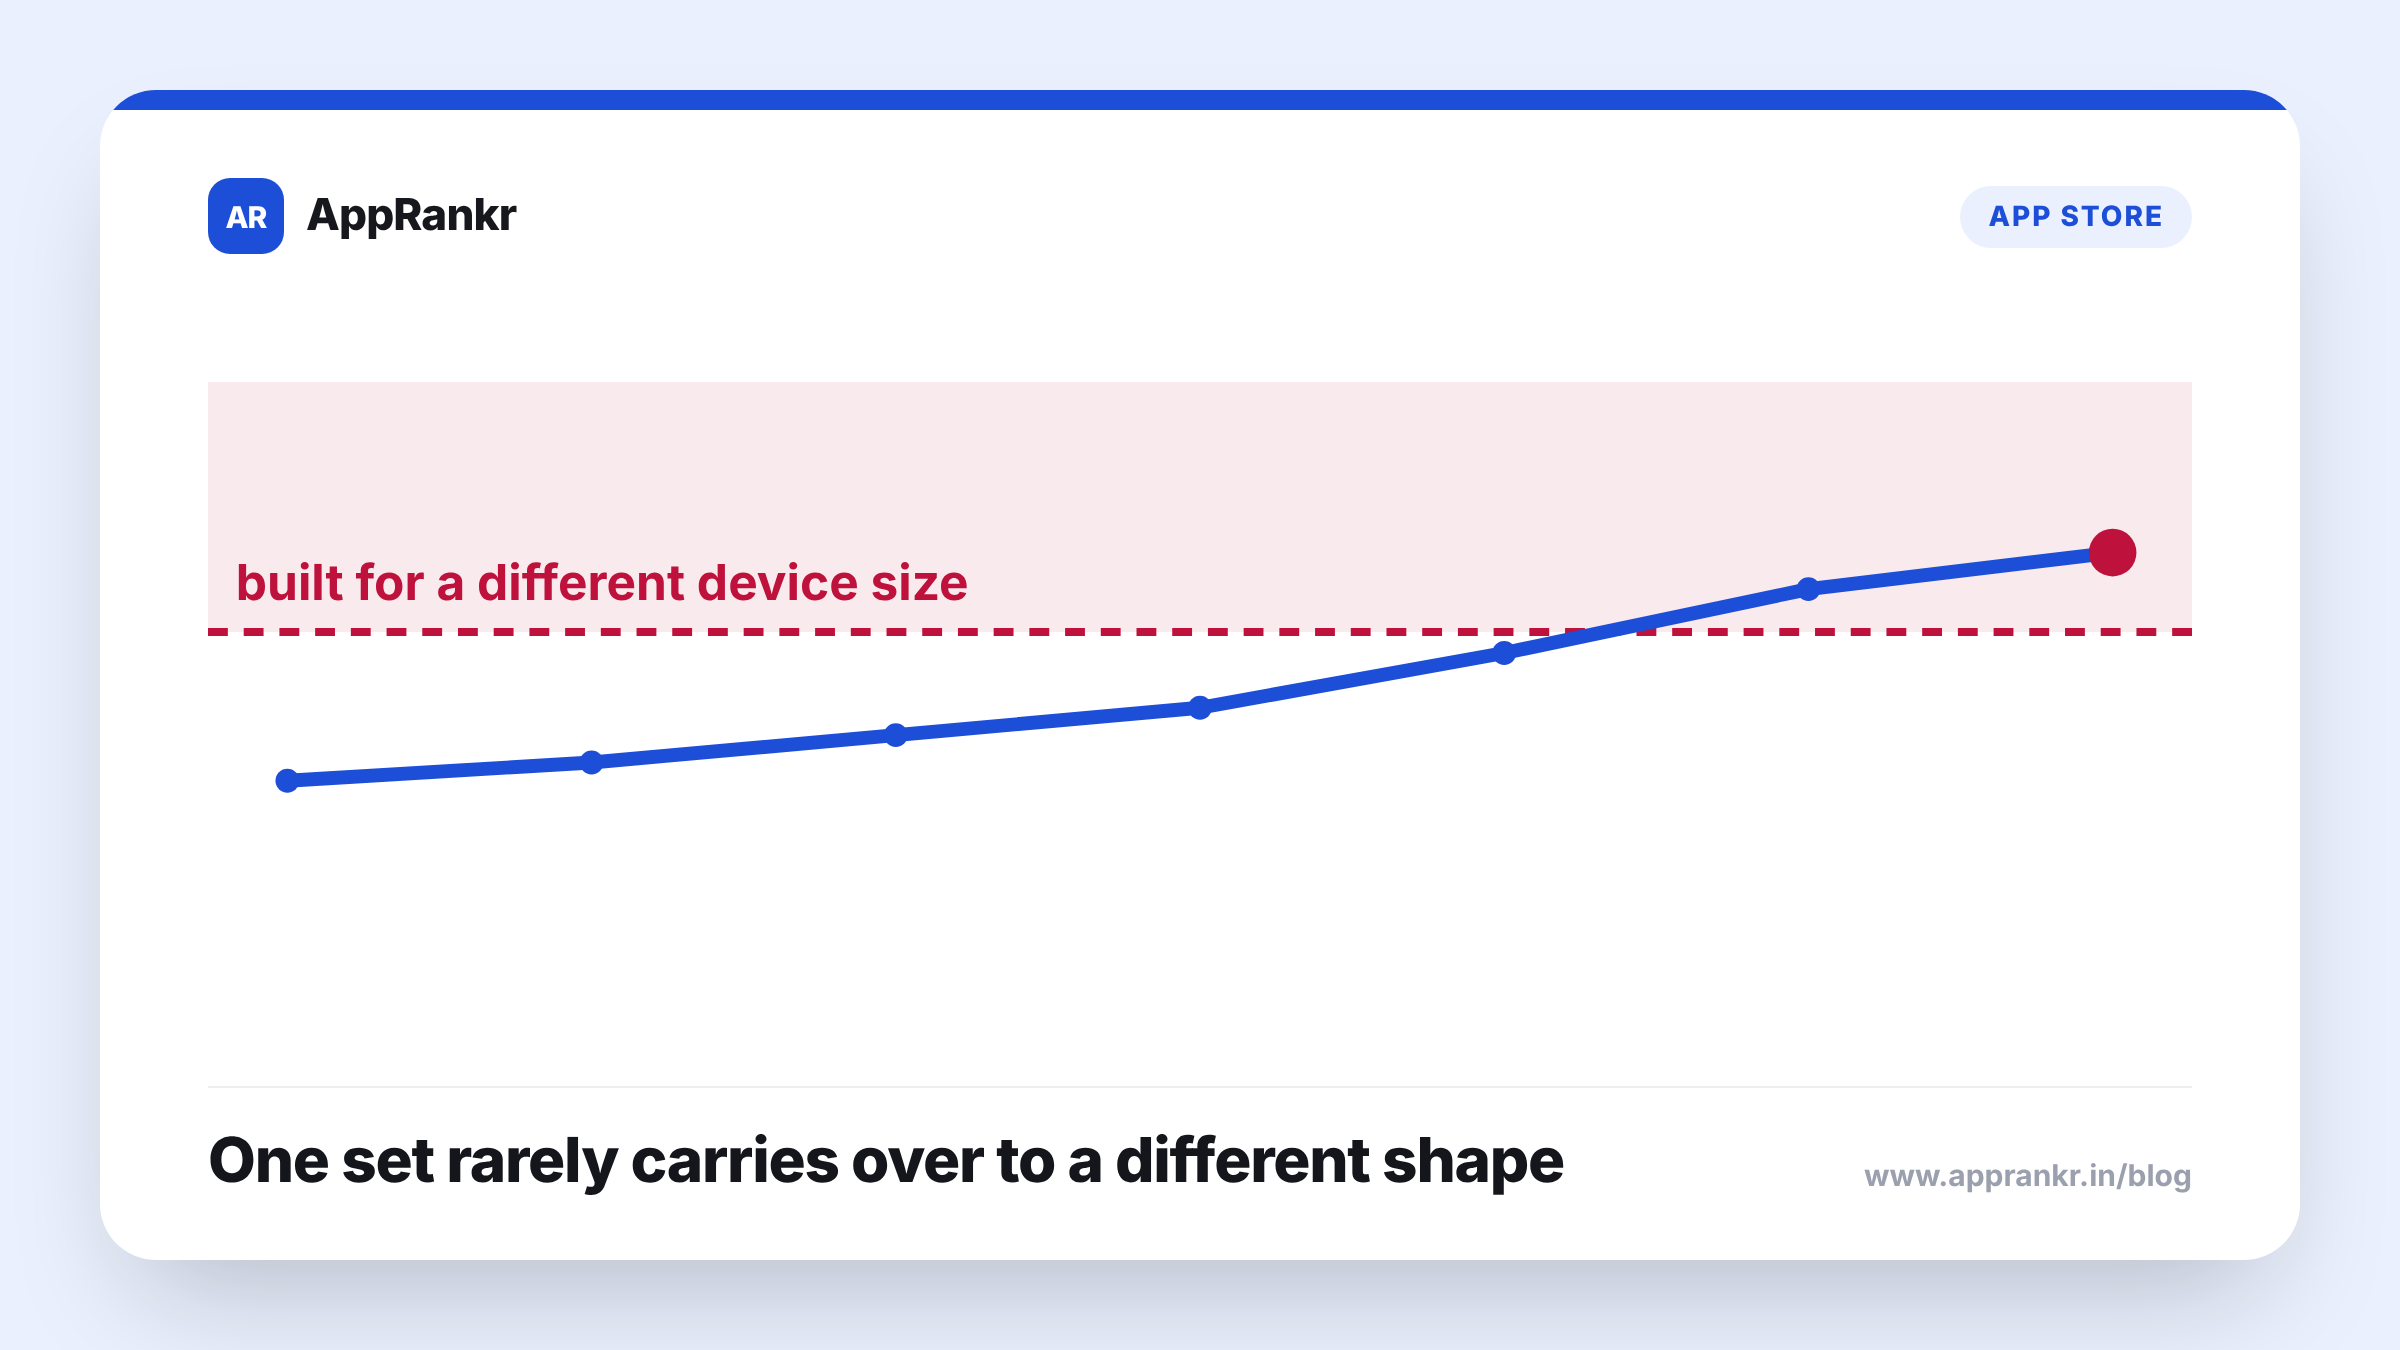 AR AppRankr
APP STORE
built for a different device size
One set rarely carries over to a different shape
www.apprankr.in/blog